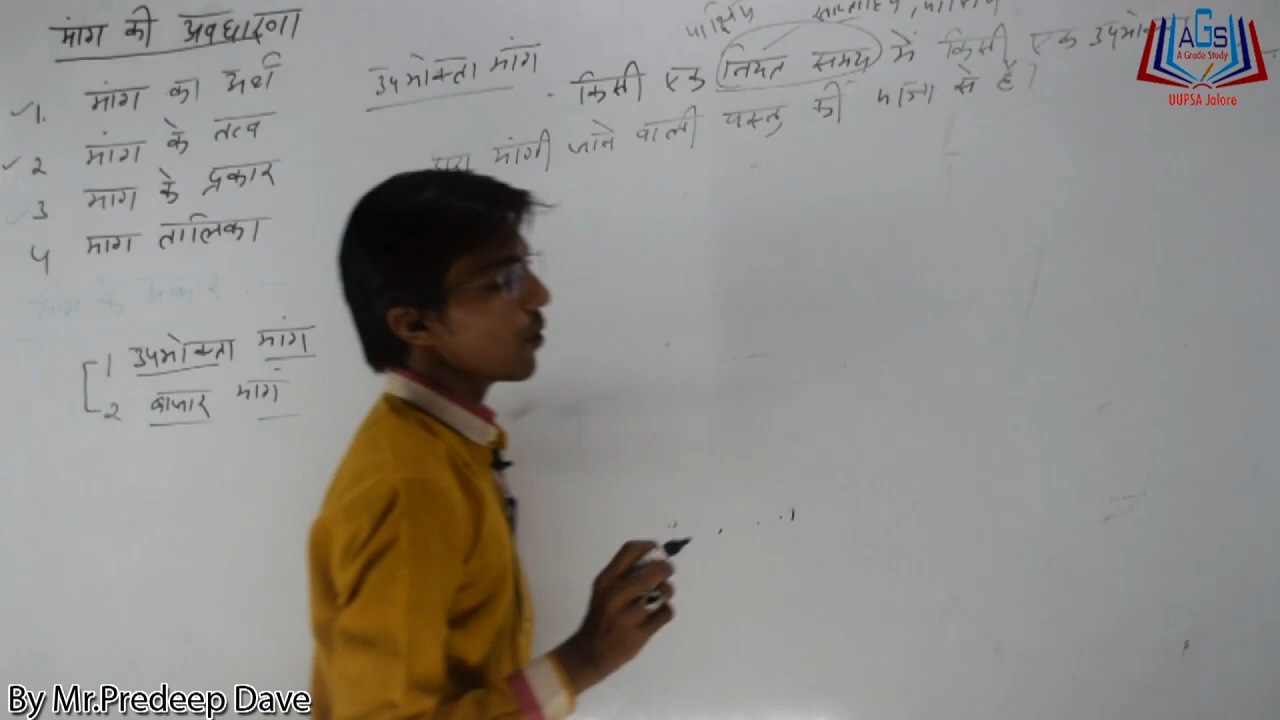 मांग की अवधारणा
1. मांग का अर्थ
2 मांग के तत्व
3 मांग के प्रकार
4 मांग तालिका
मांग के प्रकार
1 उपभोक्ता मांग
2 बाजार मांग
पाक्षिक
उपभोक्ता मांग - किसी एक नियत समय में किसी एक
मांगी जाने वाली वस्तु की मात्रा से है।
AGS
A Grade Study
UUPSA Jalore
By Mr.Predeep Dave